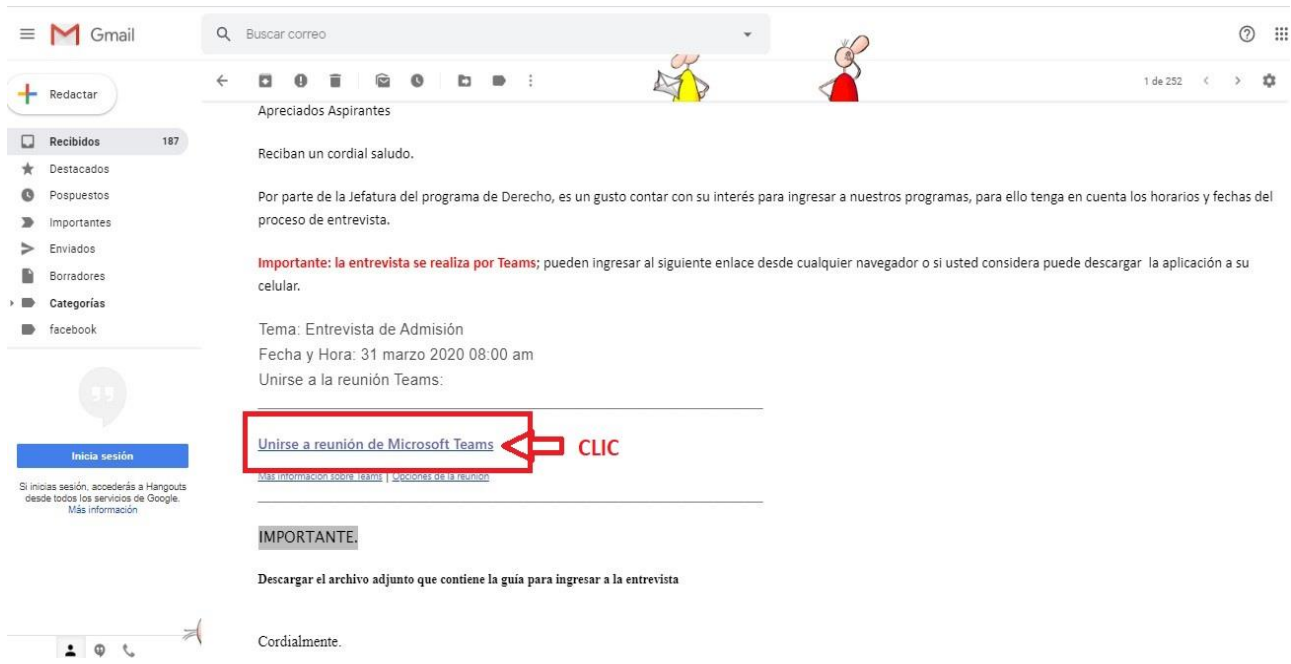 Gmail
Buscar correo
Redactar
1 de 252
Recibidos 187
Destacados
Pospuestos
Importantes
Enviados
Borradores
Categorías
facebook
Inicia sesión
Si inicias sesión, accederás a Hangouts
desde todos los servicios de Google.
Más información
Apreciados Aspirantes
Reciban un cordial saludo.
Por parte de la Jefatura del programa de Derecho, es un gusto contar con su interés para ingresar a nuestros programas, para ello tenga en cuenta los horarios y fechas del
proceso de entrevista.
Importante: la entrevista se realiza por Teams; pueden ingresar al siguiente enlace desde cualquier navegador o si usted considera puede descargar la aplicación a su
celular.
Tema: Entrevista de Admisión
Fecha y Hora: 31 marzo 2020 08:00 am
Unirse a la reunión Teams:
Unirse a reunión de Microsoft Teams CLIC
Más información sobre Teams | Opciones de la reunión
IMPORTANTE.
Descargar el archivo adjunto que contiene la guía para ingresar a la entrevista
Cordialmente.